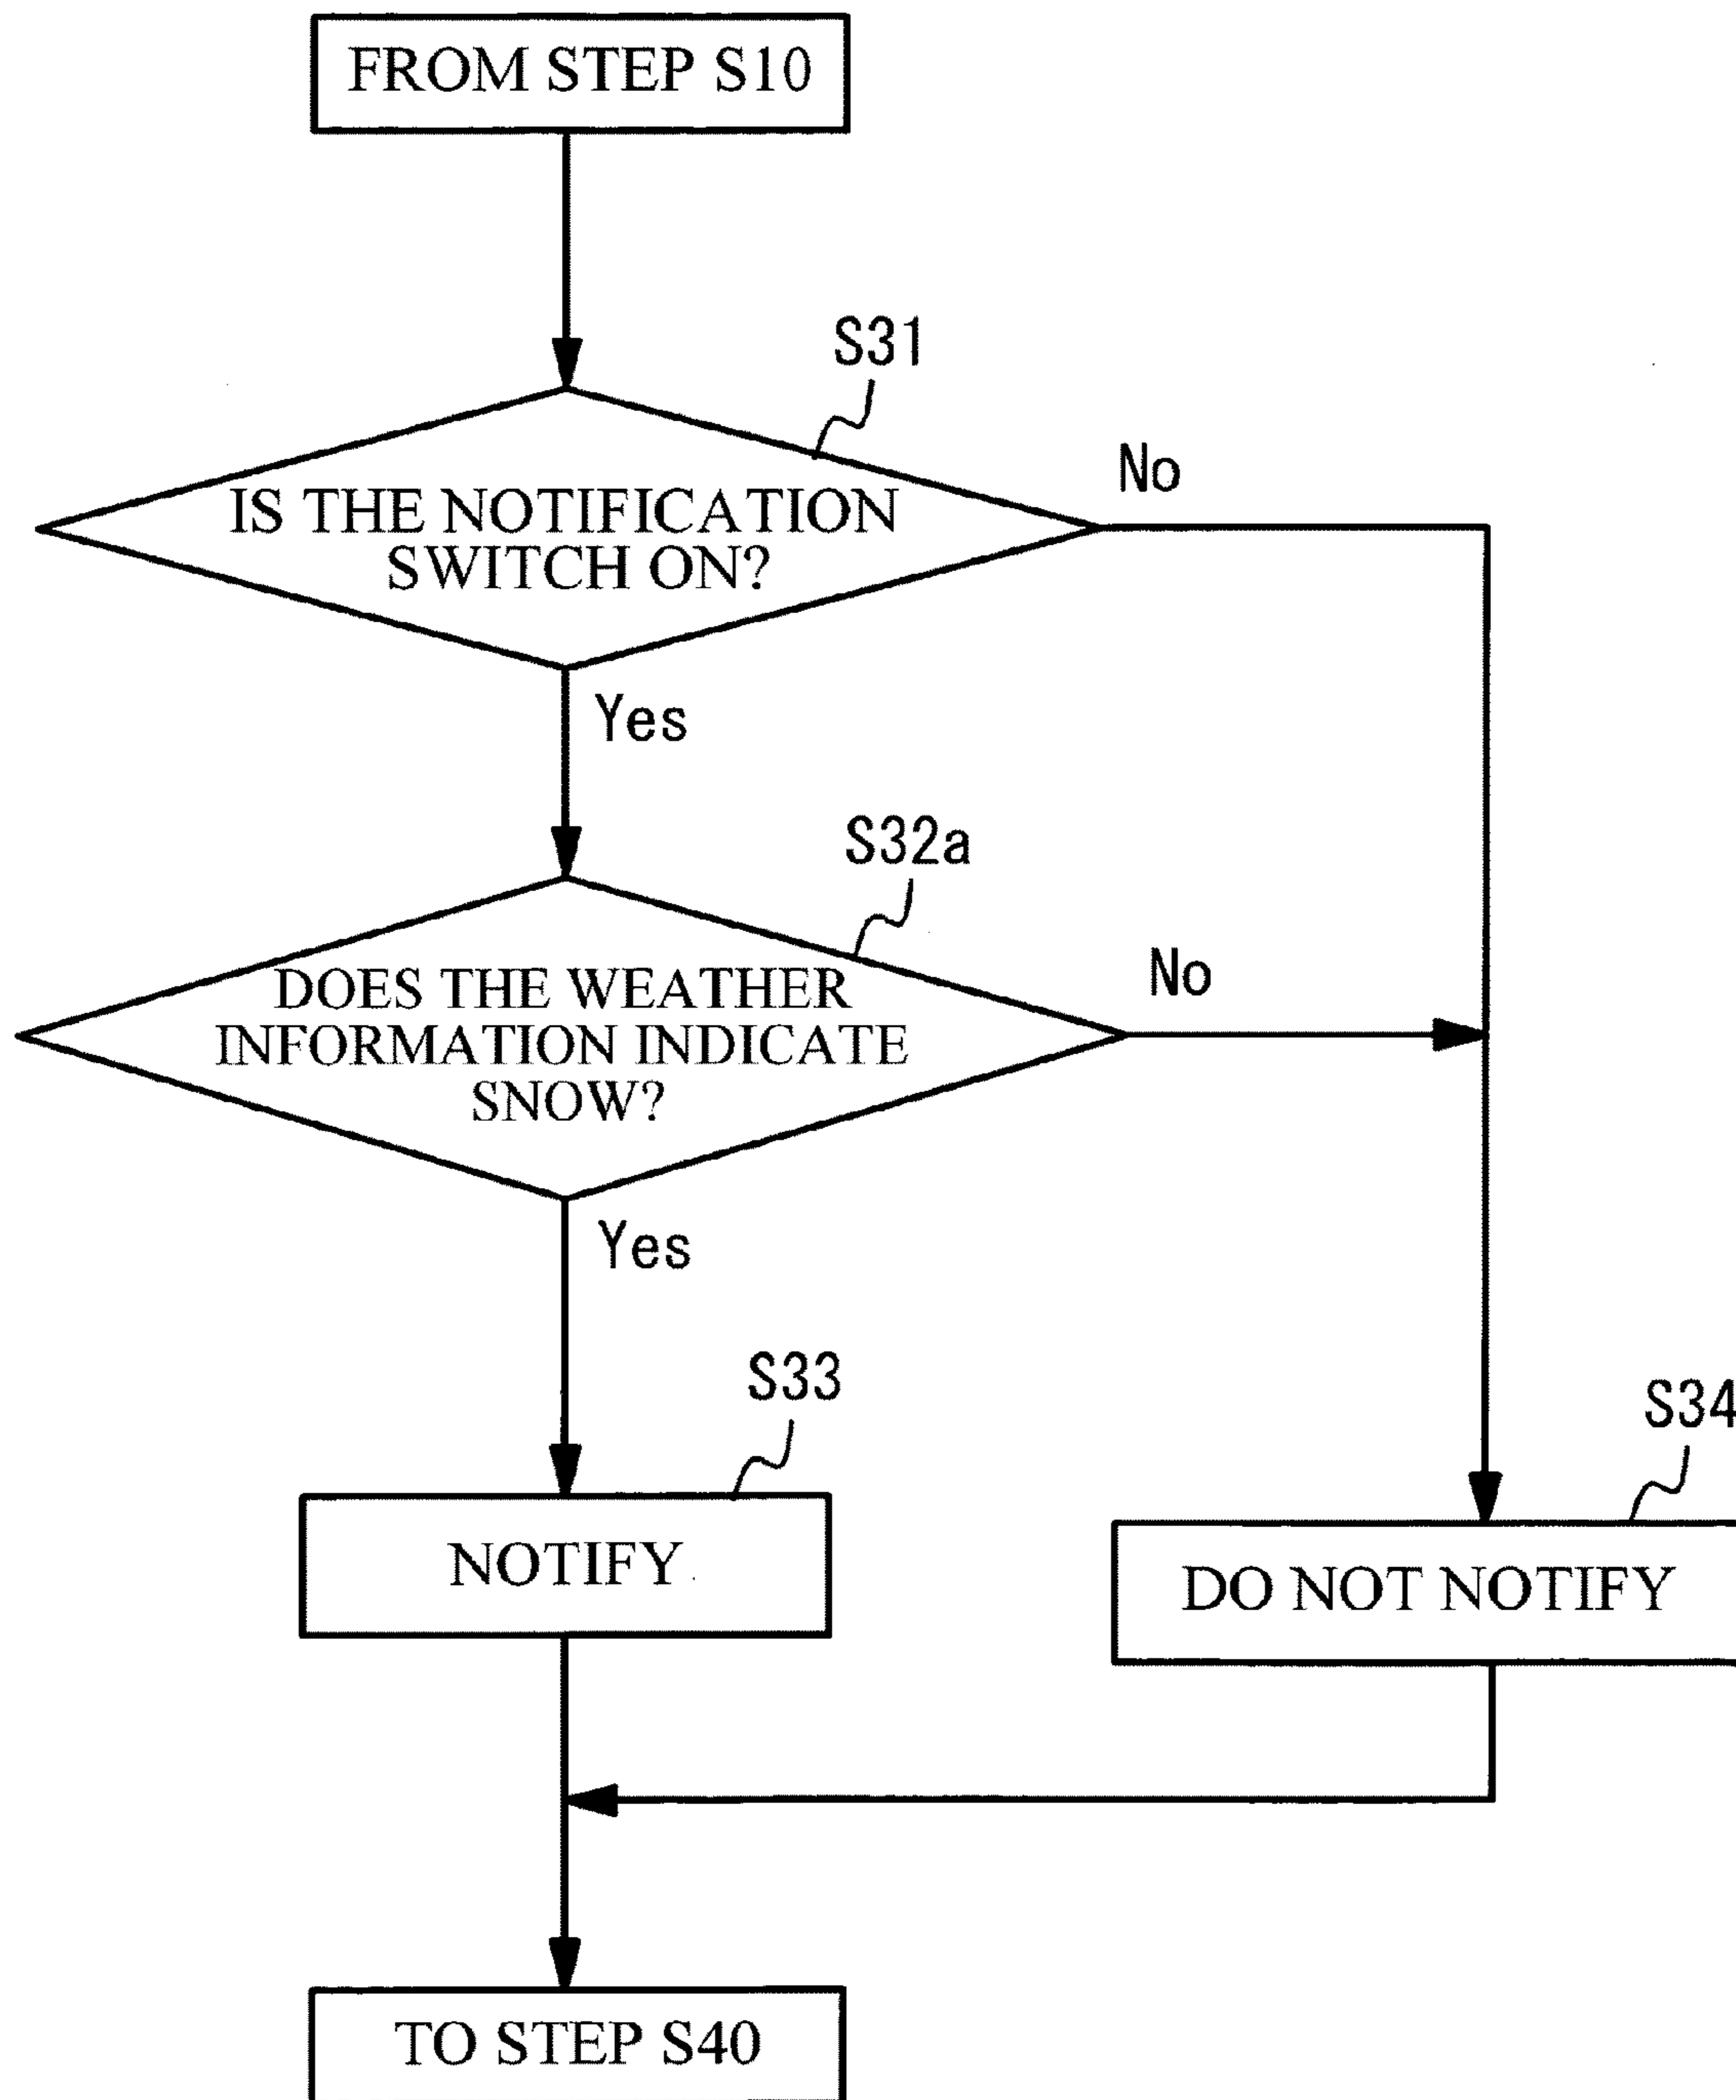 FROM STEP S10
S31
No
IS THE NOTIFICATION
SWITCH ON?
Yes
S32a
No
DOES THE WEATHER
INFORMATION INDICATE
SNOW?
Yes
S33
S34
NOTIFY
DO NOT NOTIFY
TO STEP S40